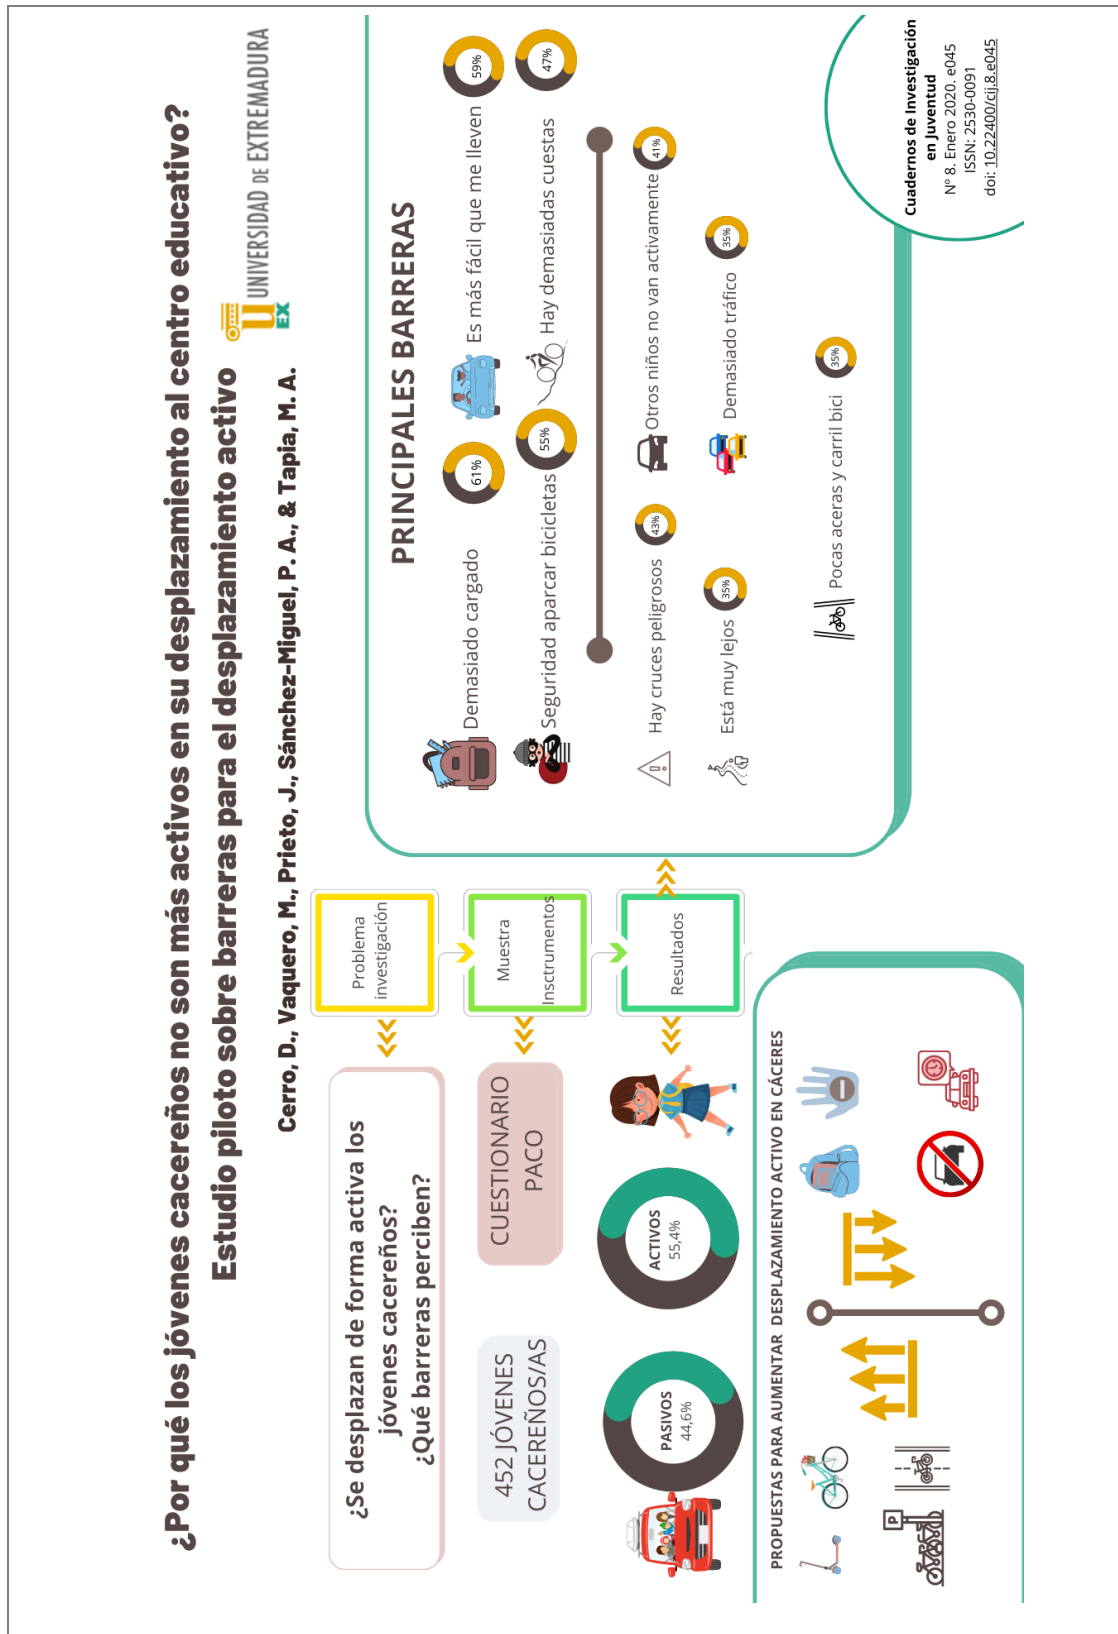 ¿Por qué los jóvenes cacereños no son más activos en su desplazamiento al centro educativo?
Estudio piloto sobre barreras para el desplazamiento activo
UEX
UNIVERSIDAD DE EXTREMADURA
Cerro, D., Vaquero, M., Prieto, J., Sánchez-Miguel, P. A., & Tapia, M. A.
¿Se desplazan de forma activa los
jóvenes cacereños?
¿Qué barreras perciben?
Problema
investigación
452 JÓVENES
CACEREÑOS/AS
CUESTIONARIO
PACO
Muestra
Insctrumentos
PASIVOS
44,6%
ACTIVOS
55,4%
Resultados
PRINCIPALES BARRERAS
Demasiado cargado
61%
Es más fácil que me lleven
59%
Seguridad aparcar bicicletas
55%
Hay demasiadas cuestas
47%
Hay cruces peligrosos
43%
Otros niños no van activamente
41%
Está muy lejos
35%
Demasiado tráfico
35%
Pocas aceras y carril bici
35%
PROPUESTAS PARA AUMENTAR DESPLAZAMIENTO ACTIVO EN CÁCERES
P
Cuadernos de Investigación
en Juventud
Nº 8. Enero 2020. e045
ISSN: 2530-0091
doi: 10.22400/cij.8.e045